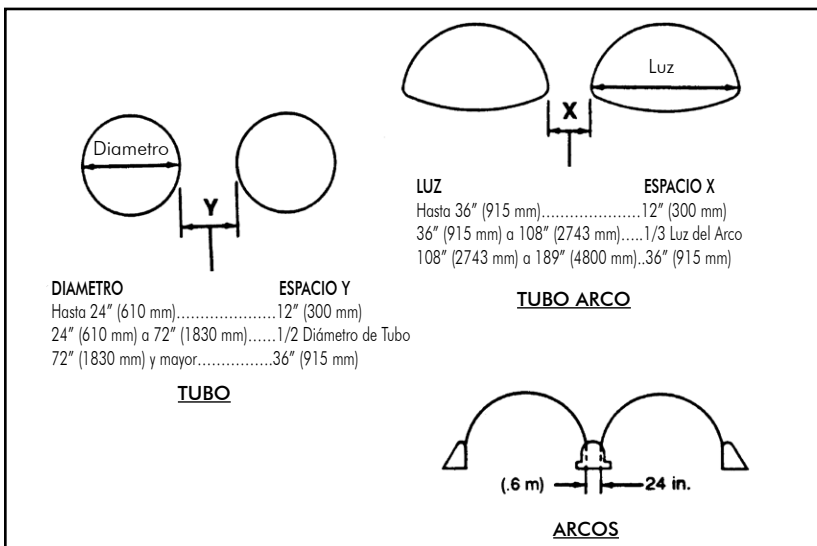 Diametro
Y
DIAMETRO ESPACIO Y
Hasta 24" (610 mm).....................12" (300 mm)
24" (610 mm) a 72" (1830 mm)......1/2 Diámetro de Tubo
72" (1830 mm) y mayor................36" (915 mm)
TUBO
Luz
X
LUZ ESPACIO X
Hasta 36" (915 mm).....................12" (300 mm)
36" (915 mm) a 108" (2743 mm).....1/3 Luz del Arco
108" (2743 mm) a 189" (4800 mm)..36" (915 mm)
TUBO ARCO
(.6 m) 24 in.
ARCOS